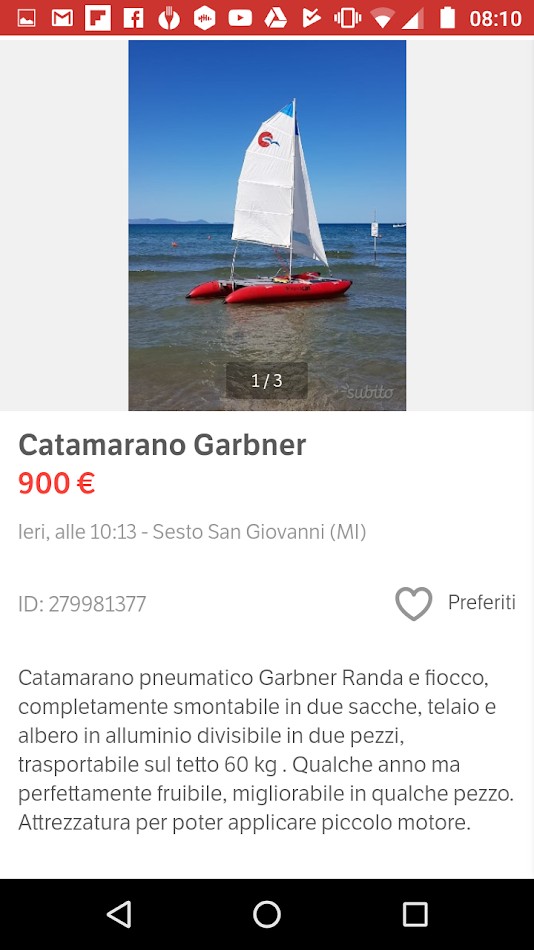 08:10
1 / 3
subito
Catamarano Garbner
900 €
Ieri, alle 10:13 - Sesto San Giovanni (MI)
ID: 279981377
Preferiti
Catamarano pneumatico Garbner Randa e fiocco,
completamente smontabile in due sacche, telaio e
albero in alluminio divisibile in due pezzi,
trasportabile sul tetto 60 kg . Qualche anno ma
perfettamente fruibile, migliorabile in qualche pezzo.
Attrezzatura per poter applicare piccolo motore.